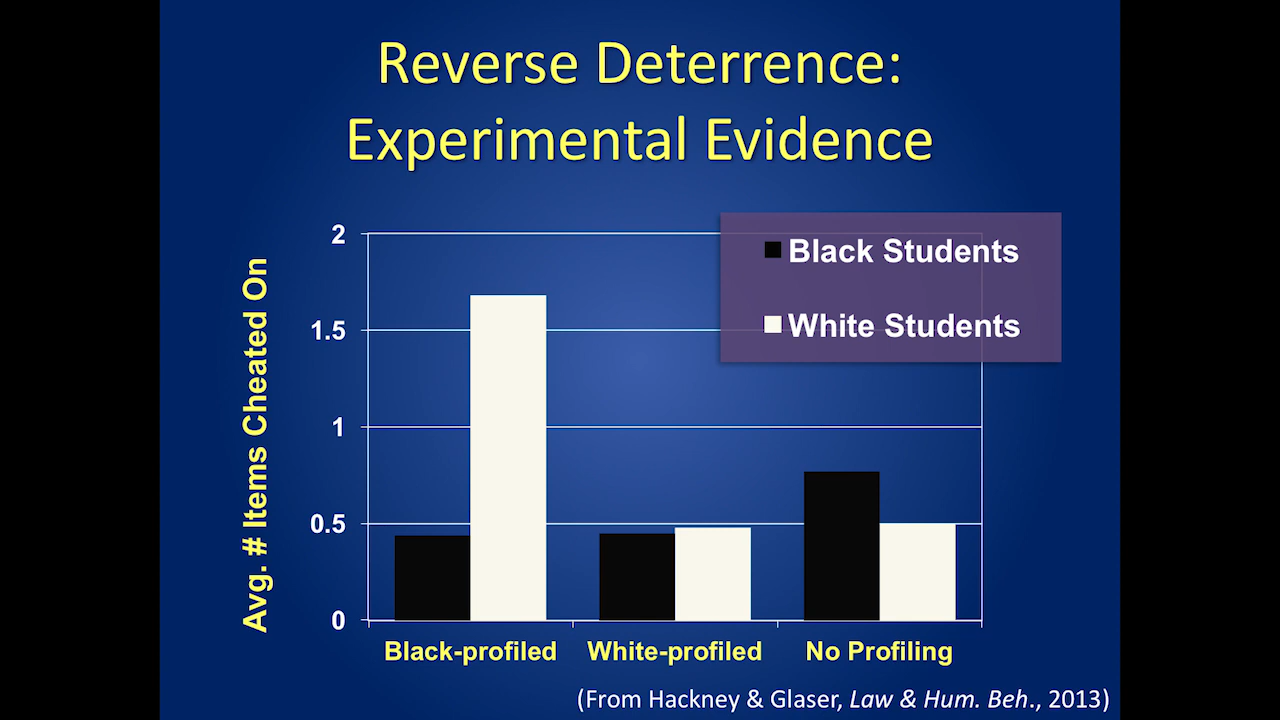 Reverse Deterrence:
Experimental Evidence
Avg. # Items Cheated On
2
1.5
1
0.5
0
Black Students
White Students
Black-profiled White-profiled No Profiling
(From Hackney & Glaser, Law & Hum. Beh., 2013)